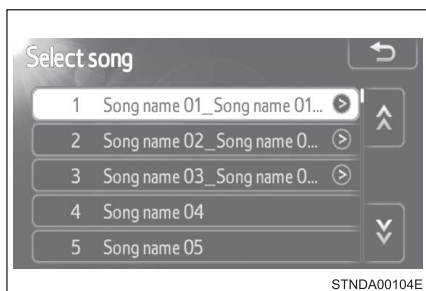 Select song
1 Song name 01_Song name 01...
2 Song name 02_Song name 0...
3 Song name 03_Song name 0...
4 Song name 04
5 Song name 05
STNDA00104E